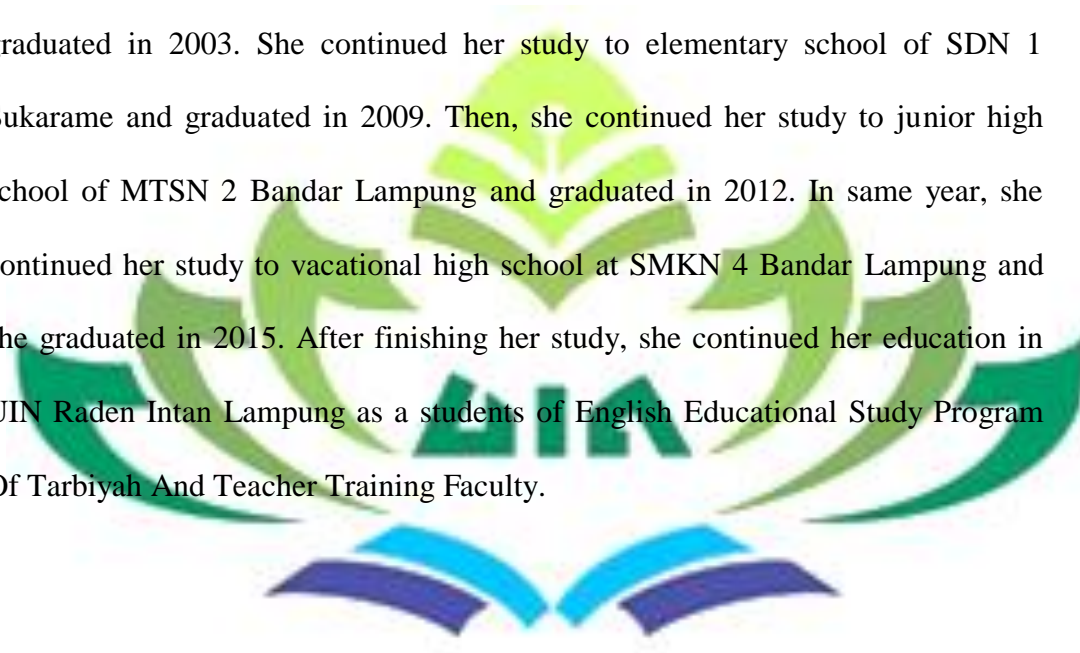 graduated in 2003. She continued her study to elementary school of SDN 1
Sukarame and graduated in 2009. Then, she continued her study to junior high
school of MTSN 2 Bandar Lampung and graduated in 2012. In same year, she
continued her study to vacational high school at SMKN 4 Bandar Lampung and
she graduated in 2015. After finishing her study, she continued her education in
UIN Raden Intan Lampung as a students of English Educational Study Program
Of Tarbiyah And Teacher Training Faculty.
UIN